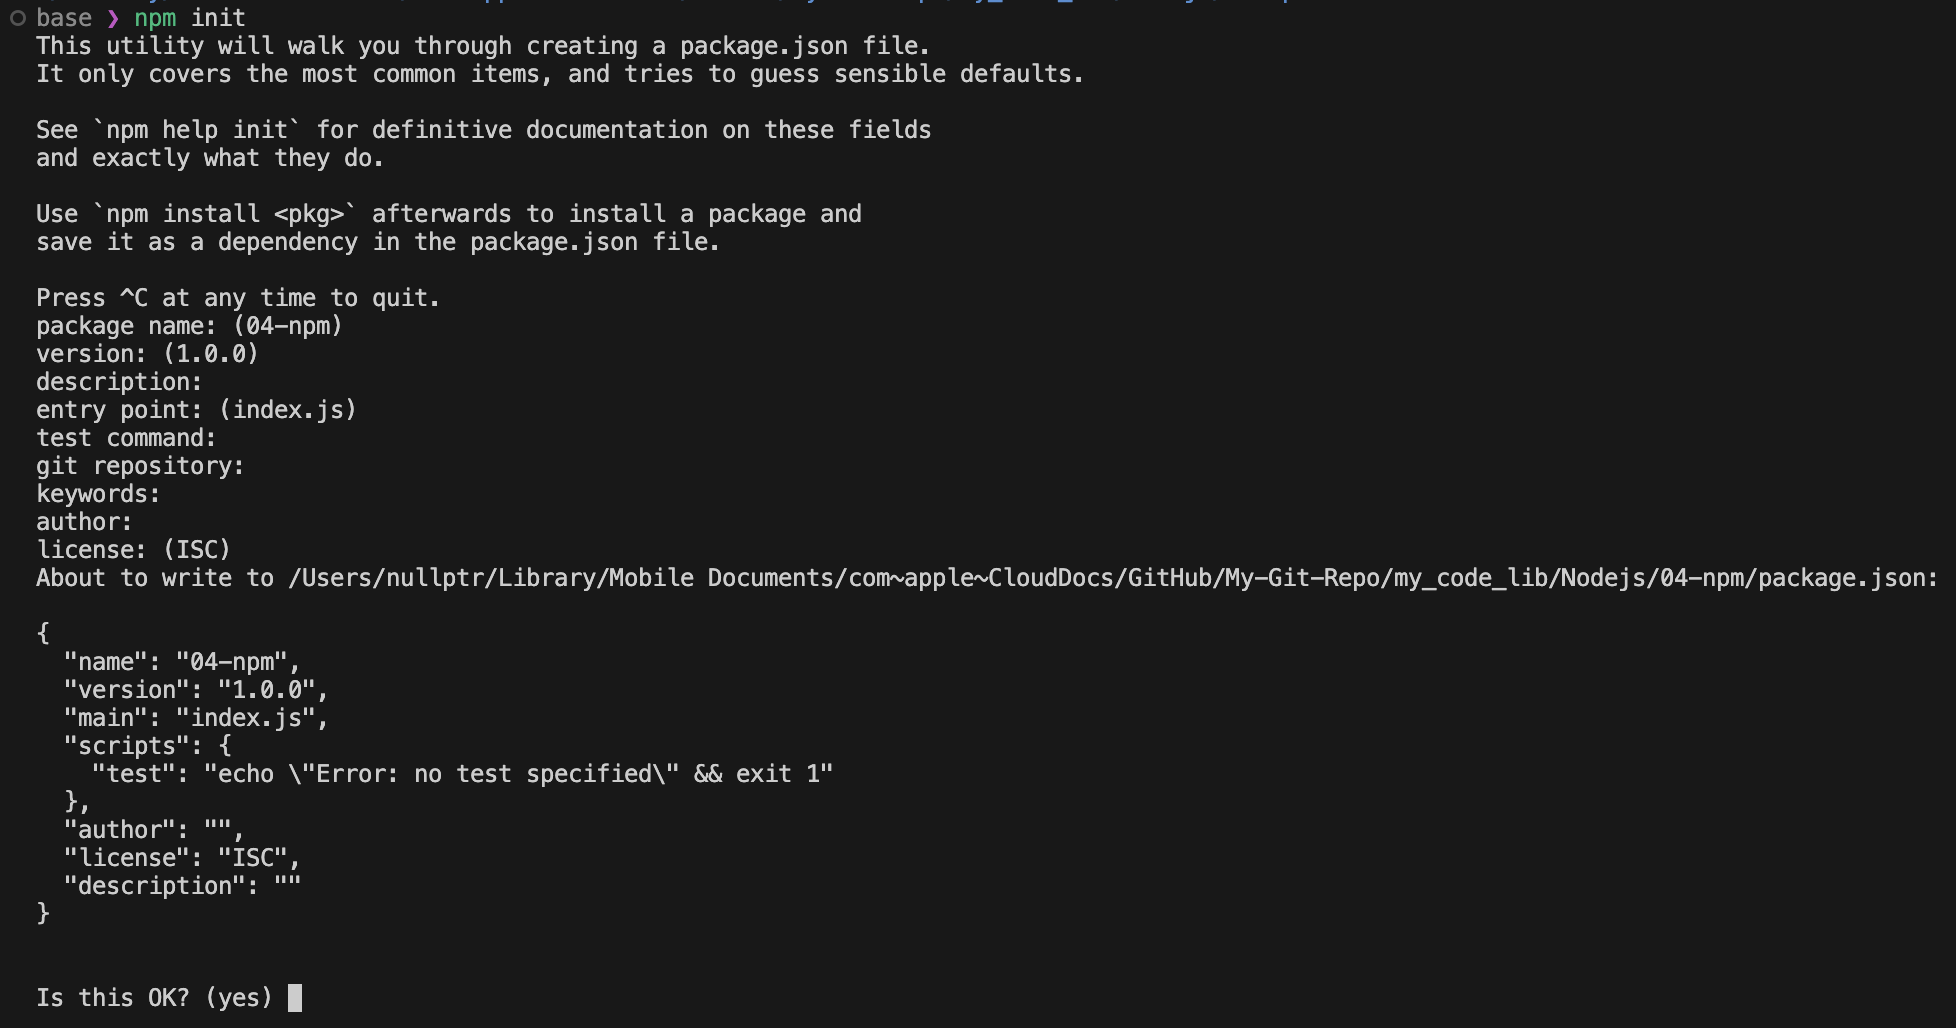 base ❯ npm init
This utility will walk you through creating a package.json file.
It only covers the most common items, and tries to guess sensible defaults.
See `npm help init` for definitive documentation on these fields
and exactly what they do.
Use `npm install <pkg>` afterwards to install a package and
save it as a dependency in the package.json file.
Press ^C at any time to quit.
package name: (04-npm)
version: (1.0.0)
description:
entry point: (index.js)
test command:
git repository:
keywords:
author:
license: (ISC)
About to write to /Users/nullptr/Library/Mobile Documents/com~apple~CloudDocs/GitHub/My-Git-Repo/my_code_lib/Nodejs/04-npm/package.json:
{
  "name": "04-npm",
  "version": "1.0.0",
  "main": "index.js",
  "scripts": {
    "test": "echo \"Error: no test specified\" && exit 1"
  },
  "author": "",
  "license": "ISC",
  "description": ""
}
Is this OK? (yes)